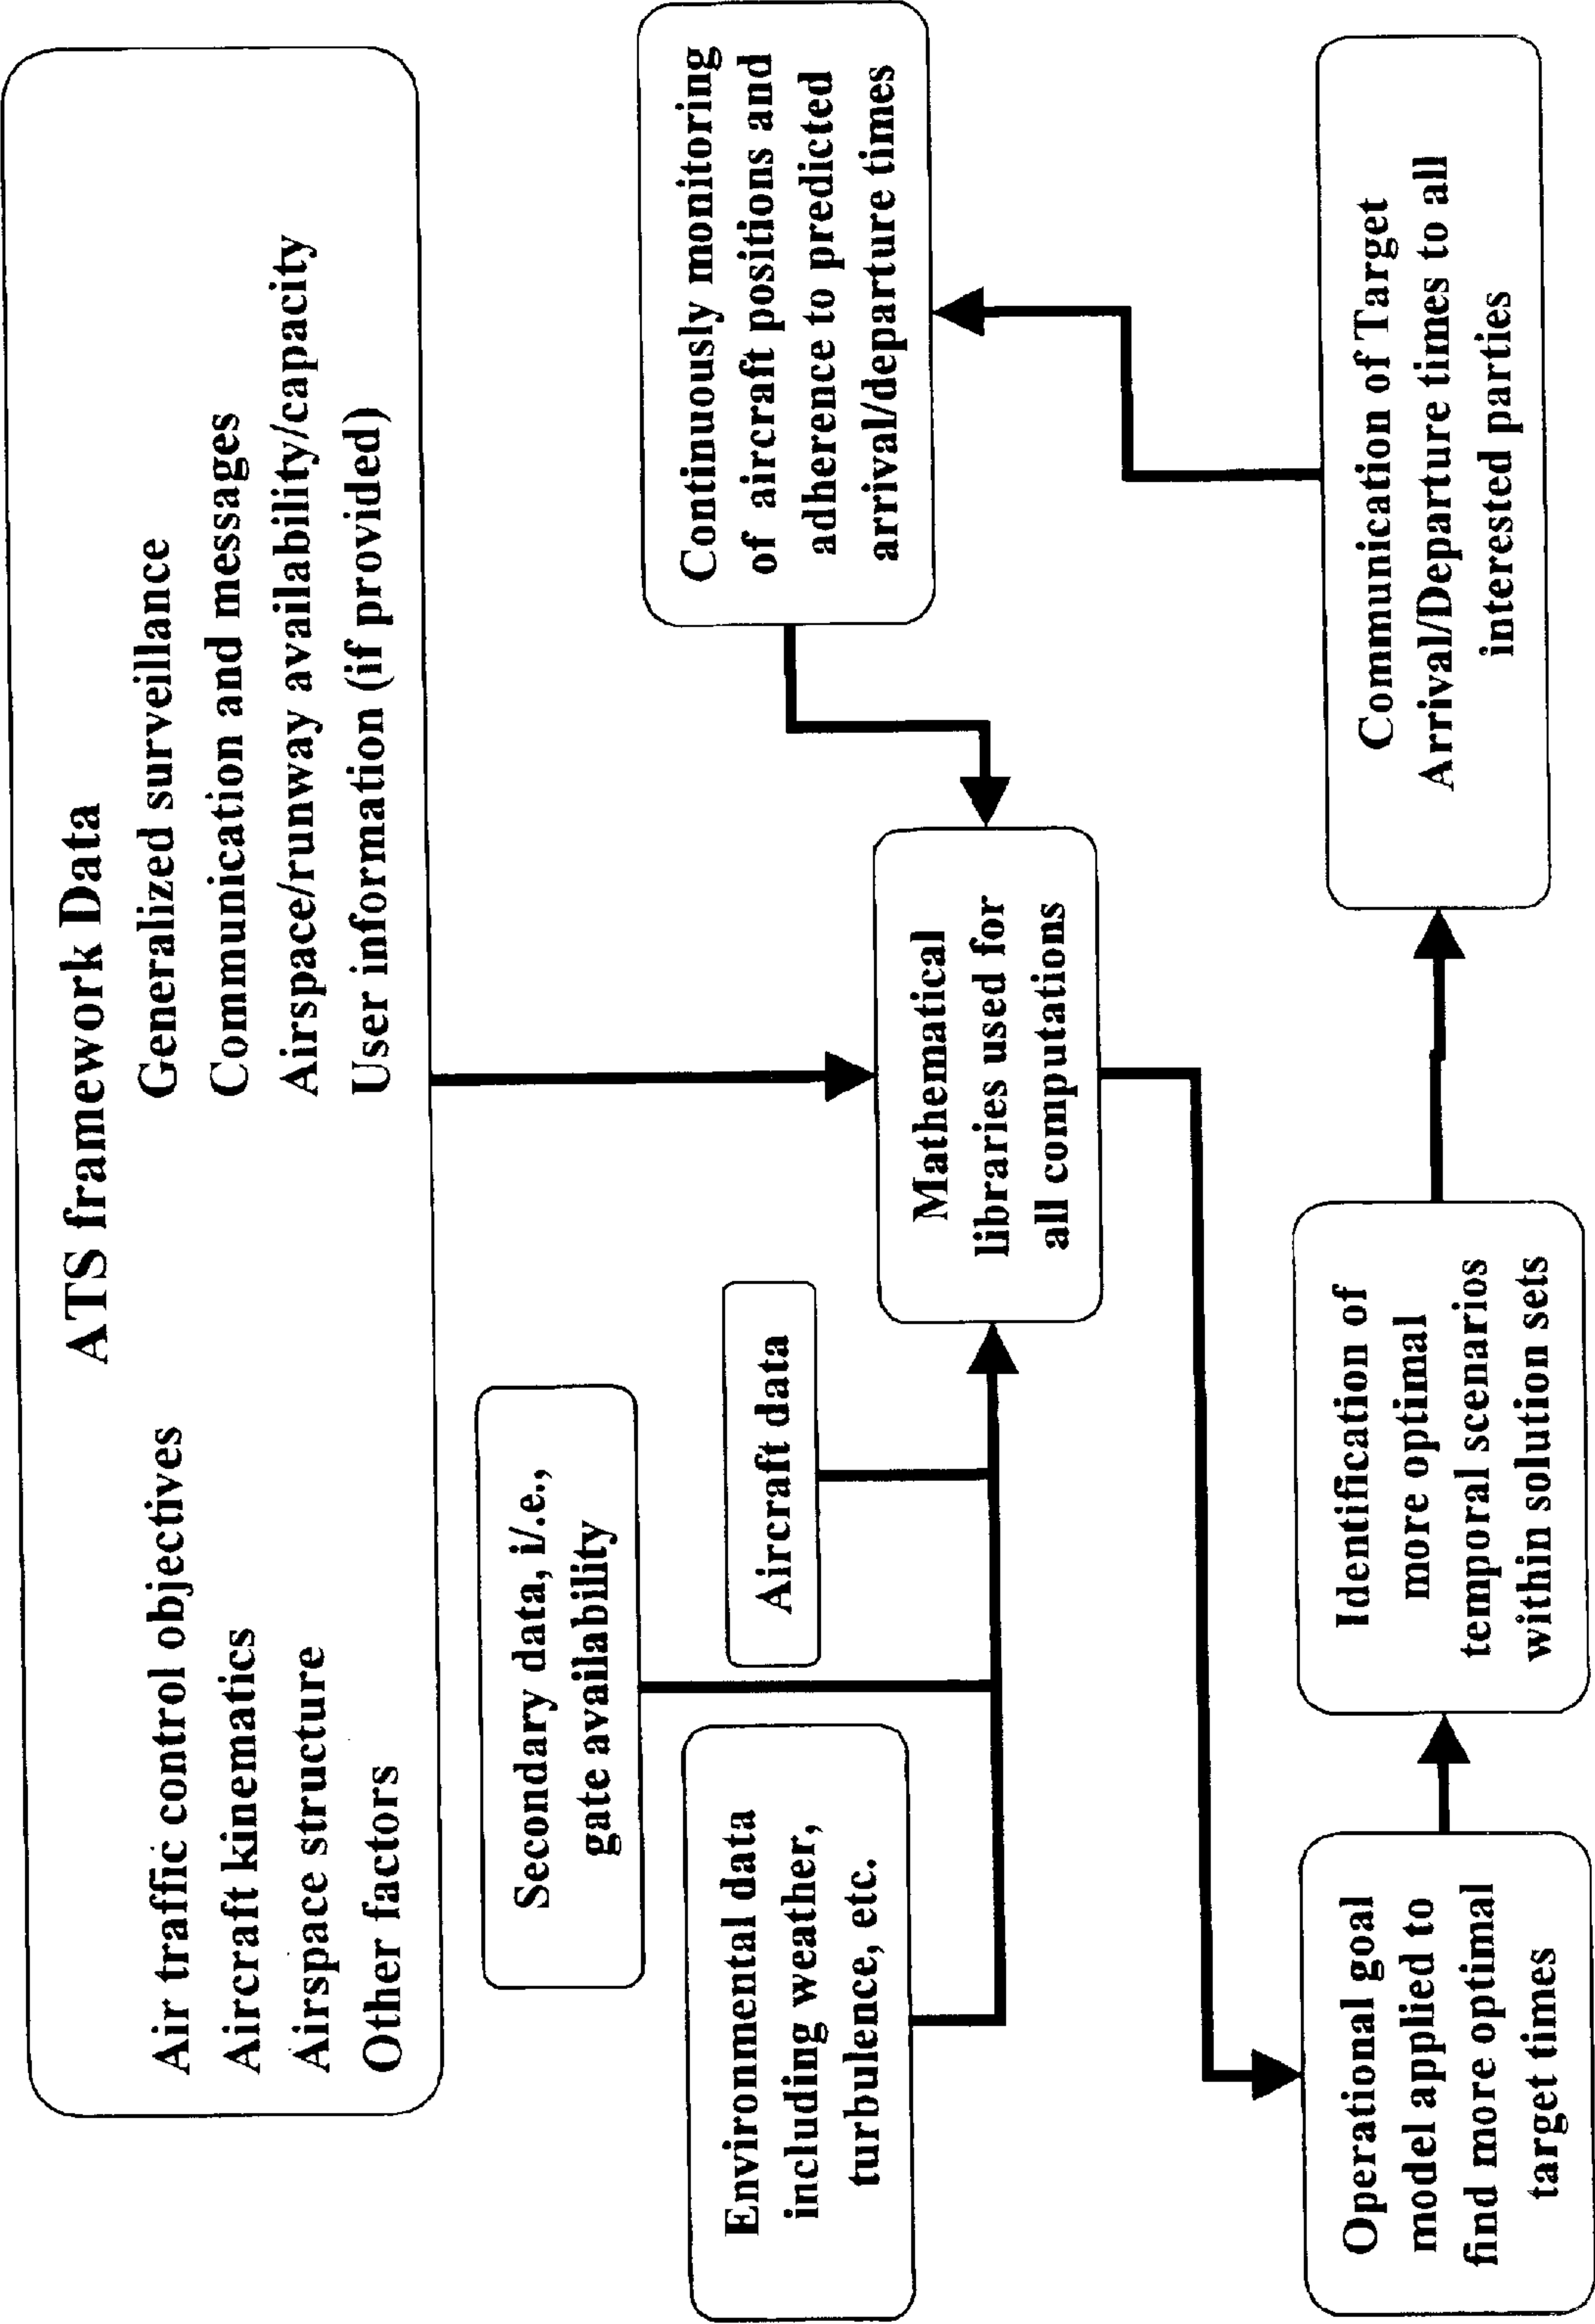 ATS framework Data
Air traffic control objectives
Aircraft kinematics
Airspace structure
Other factors
Generalized surveillance
Communication and messages
Airspace/runway availability/capacity
User information (if provided)
Secondary data, i/.e.,
gate availability
Environmental data
including weather,
turbulence, etc.
Aircraft data
Mathematical
libraries used for
all computations
Continuously monitoring
of aircraft positions and
adherence to predicted
arrival/departure times
Operational goal
model applied to
find more optimal
target times
Identification of
more optimal
temporal scenarios
within solution sets
Communication of Target
Arrival/Departure times to all
interested parties